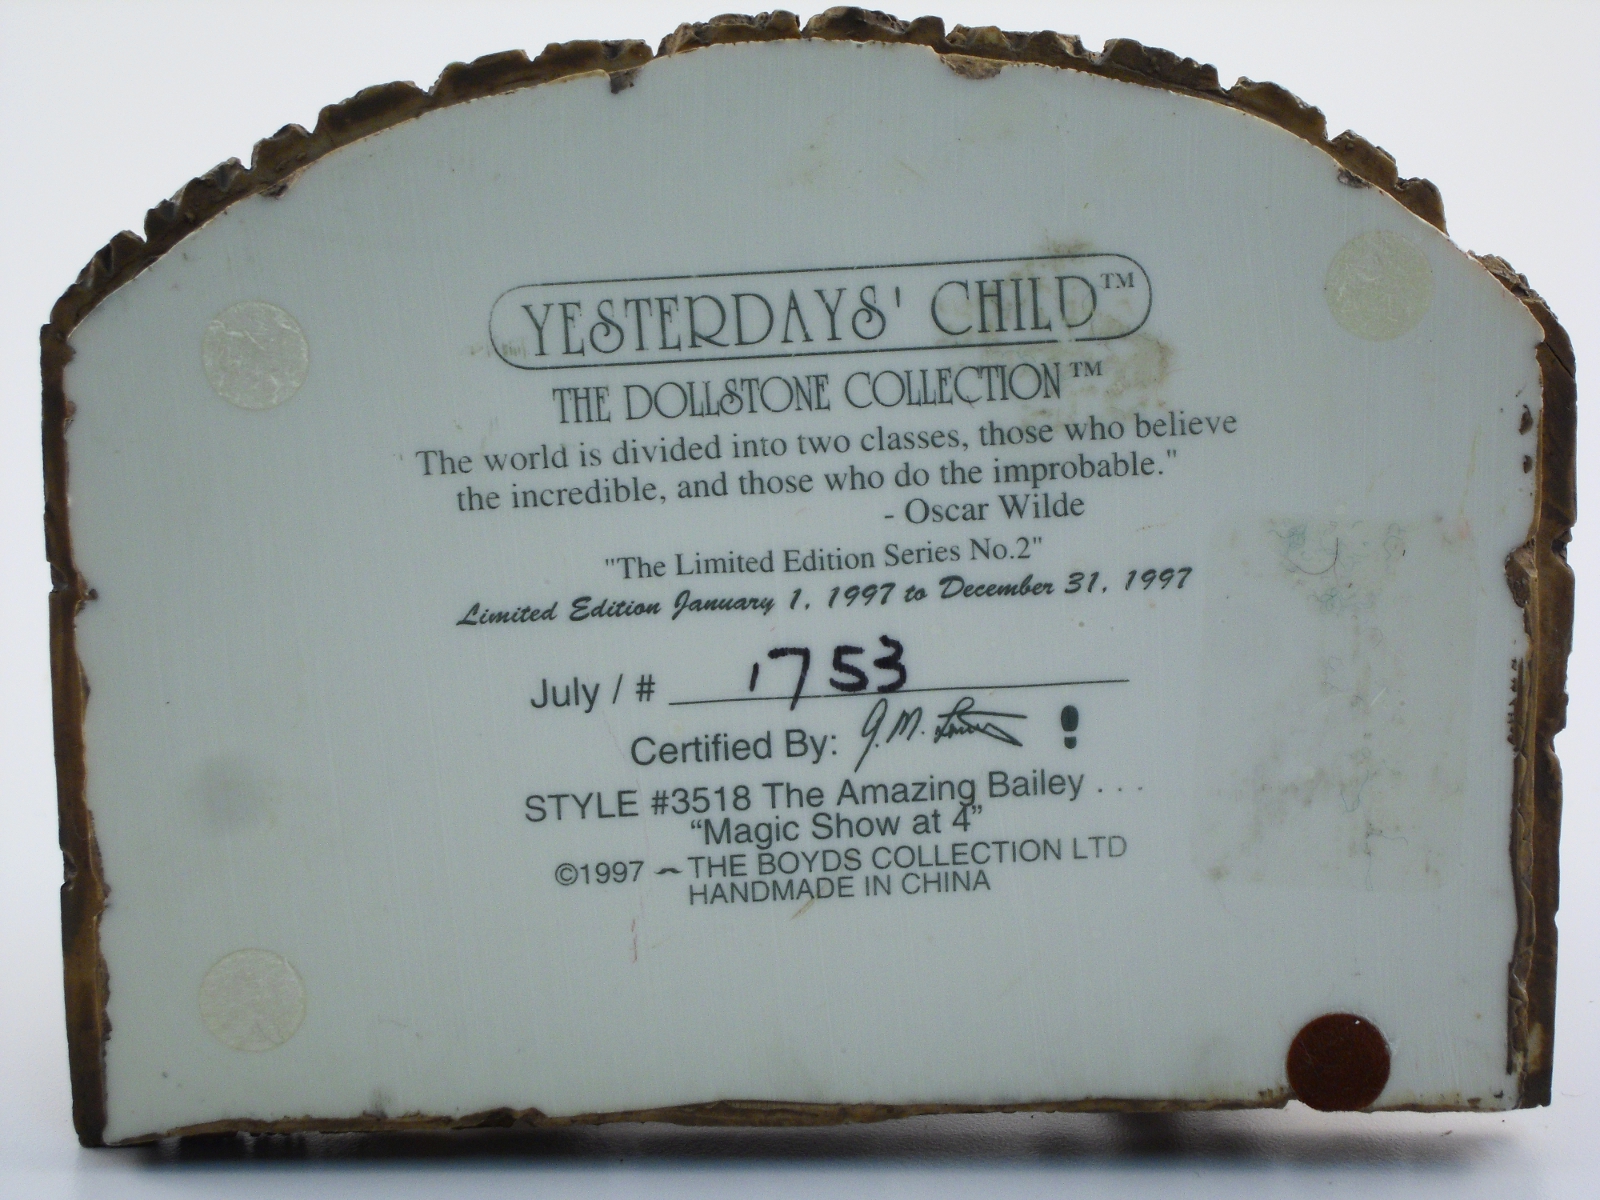 YESTERDAYS' CHILD™
THE DOLLSTONE COLLECTION™
The world is divided into two classes, those who believe
the incredible, and those who do the improbable."
- Oscar Wilde
"The Limited Edition Series No.2"
Limited Edition January 1, 1997 to December 31, 1997
July / # 1753
Certified By: G.M.
STYLE #3518 The Amazing Bailey . . .
“Magic Show at 4”
©1997 ~ THE BOYDS COLLECTION LTD
HANDMADE IN CHINA